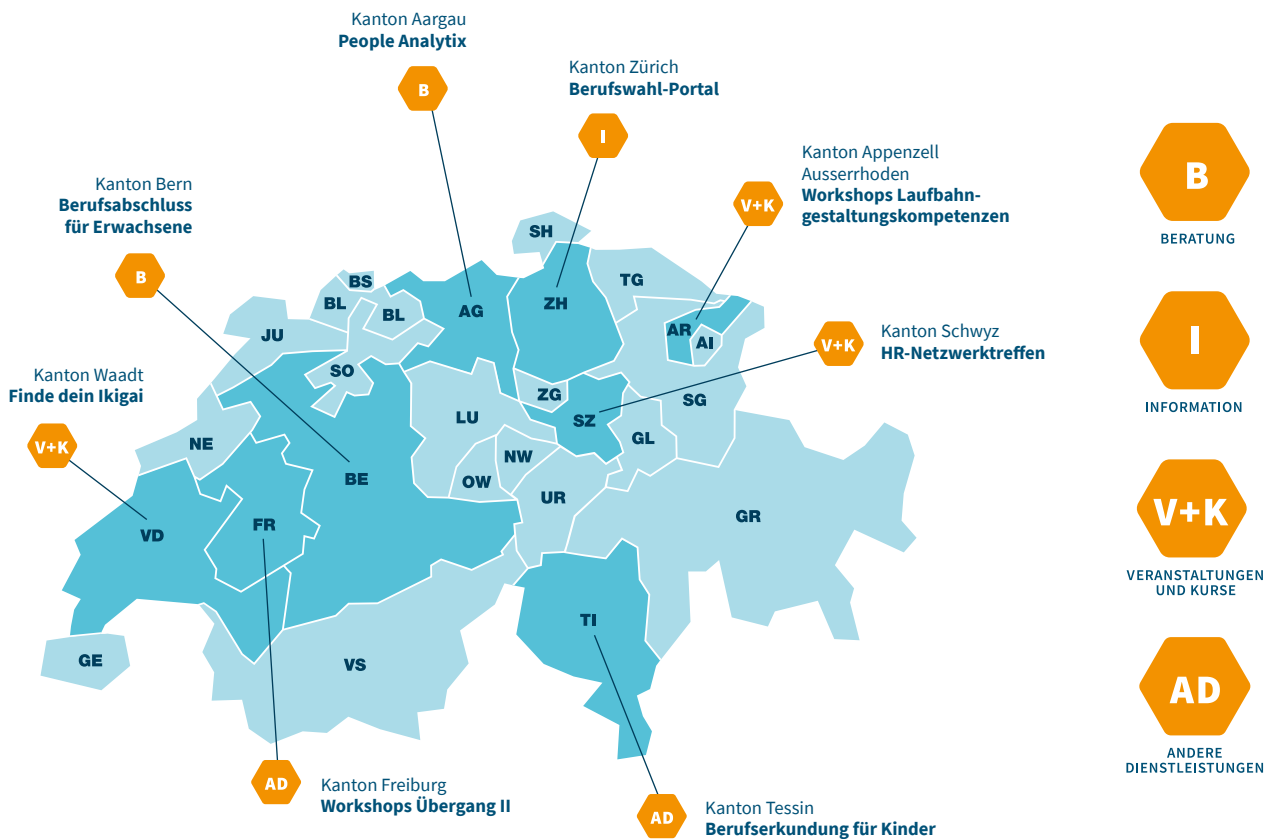 Kanton Aargau
People Analytix
B
Kanton Zürich
Berufswahl-Portal
I
Kanton Appenzell
Ausserrhoden
Workshops Laufbahn-
gestaltungskompetenzen
V+K
Kanton Bern
Berufsabschluss
für Erwachsene
B
Kanton Schwyz
HR-Netzwerktreffen
V+K
Kanton Waadt
Finde dein Ikigai
V+K
SH
BS
BL
BL
AG
ZH
TG
JU
AR
AI
SO
ZG
LU
SZ
SG
NE
GL
NW
OW
BE
UR
GR
FR
VD
TI
GE
VS
AD
Kanton Freiburg
Workshops Übergang II
AD
Kanton Tessin
Berufserkundung für Kinder
B
BERATUNG
I
INFORMATION
V+K
VERANSTALTUNGEN
UND KURSE
AD
ANDERE
DIENSTLEISTUNGEN